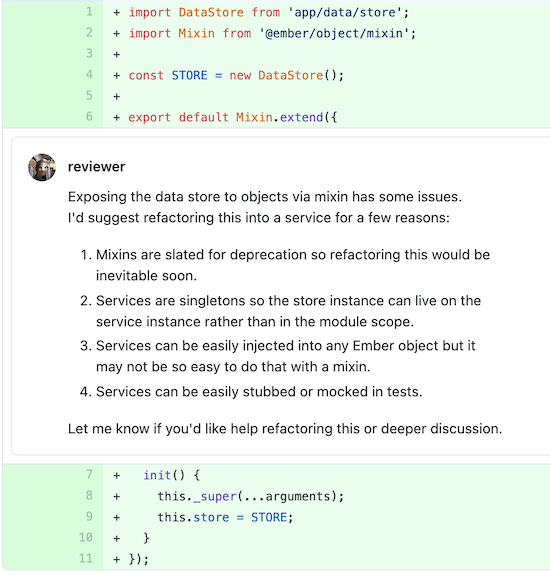 1 + import DataStore from 'app/data/store';
2 + import Mixin from '@ember/object/mixin';
3 +
4 + const STORE = new DataStore();
5 +
6 + export default Mixin.extend({
reviewer
Exposing the data store to objects via mixin has some issues.
I'd suggest refactoring this into a service for a few reasons:
1. Mixins are slated for deprecation so refactoring this would be
inevitable soon.
2. Services are singletons so the store instance can live on the
service instance rather than in the module scope.
3. Services can be easily injected into any Ember object but it
may not be so easy to do that with a mixin.
4. Services can be easily stubbed or mocked in tests.
Let me know if you'd like help refactoring this or deeper discussion.
7 + init() {
8 + this._super(...arguments);
9 + this.store = STORE;
10 + }
11 + });